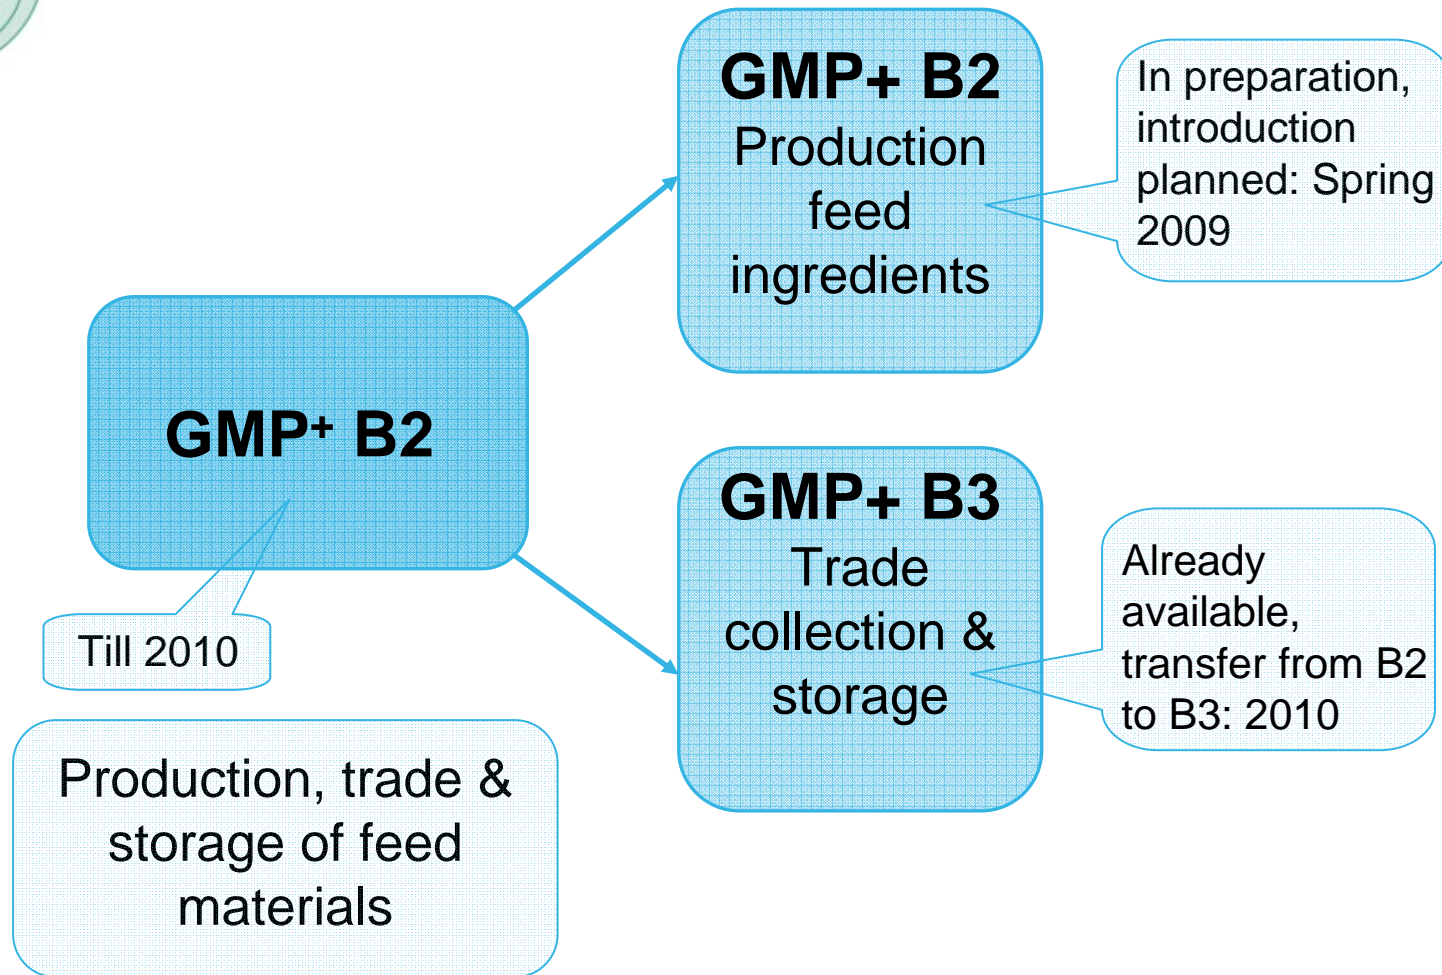 GMP+ B2
Production
feed
ingredients
In preparation,
introduction
planned: Spring
2009
GMP⁺ B2
Till 2010
Production, trade &
storage of feed
materials
GMP+ B3
Trade
collection &
storage
Already
available,
transfer from B2
to B3: 2010